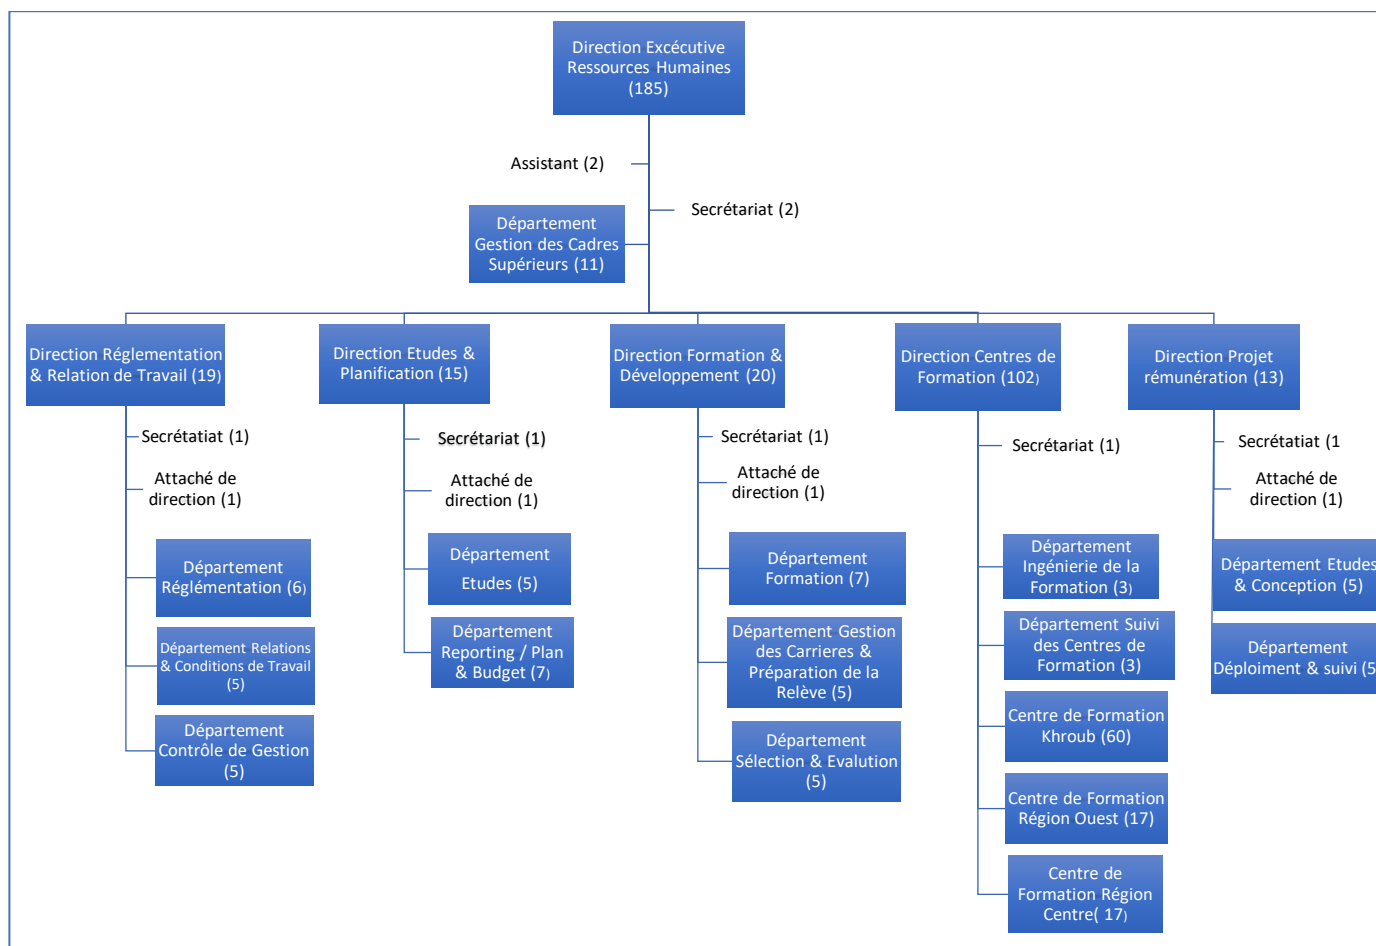 Direction Excécutive
Ressources Humaines
(185)
Assistant (2)
Secrétariat (2)
Département
Gestion des Cadres
Supérieurs (11)
Direction Réglementation
& Relation de Travail (19)
Secrétatiat (1)
Attaché de
direction (1)
Département
Réglémentation (6)
Département Relations
& Conditions de Travail
(5)
Département
Contrôle de Gestion
(5)
Direction Etudes &
Planification (15)
Secrétariat (1)
Attaché de
direction (1)
Département
Etudes (5)
Département
Reporting / Plan
& Budget (7)
Direction Formation &
Développement (20)
Secrétariat (1)
Attaché de
direction (1)
Département
Formation (7)
Département Gestion
des Carrieres &
Préparation de la
Relève (5)
Département
Sélection & Evalution
(5)
Direction Centres de
Formation (102)
Secrétariat (1)
Département
Ingénierie de la
Formation (3)
Département Suivi
des Centres de
Formation (3)
Centre de Formation
Khroub (60)
Centre de Formation
Région Ouest (17)
Centre de
Formation Région
Centre( 17)
Direction Projet
rémunération (13)
Secrétatiat (1
Attaché de
direction (1)
Département Etudes
& Conception (5)
Département
Déploiment & suivi (5